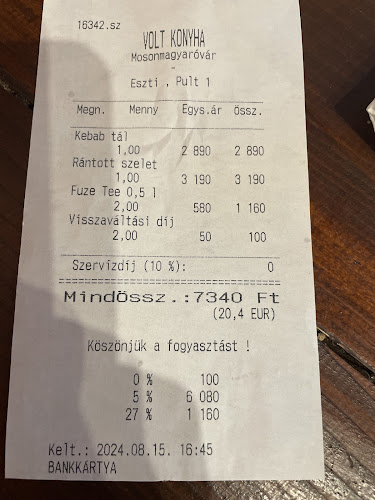 16342.sz
VOLT KONYHA
Mosonmagyaróvár
-
Eszti , Pult 1
Megn. Menny Egys.ár Össz.
Kebab tál
1,00 2 890 2 890
Rántott szelet
1,00 3 190 3 190
Fuze Tee 0,5 l
2,00 580 1 160
Visszaváltási díj
2,00 50 100
Szervízdíj (10 %): 0
Mindössz.:7340 Ft
(20,4 EUR)
Köszönjük a fogyasztást !
0 % 100
5 % 6 080
27 % 1 160
Kelt.: 2024.08.15. 16:45
BANKKÁRTYA